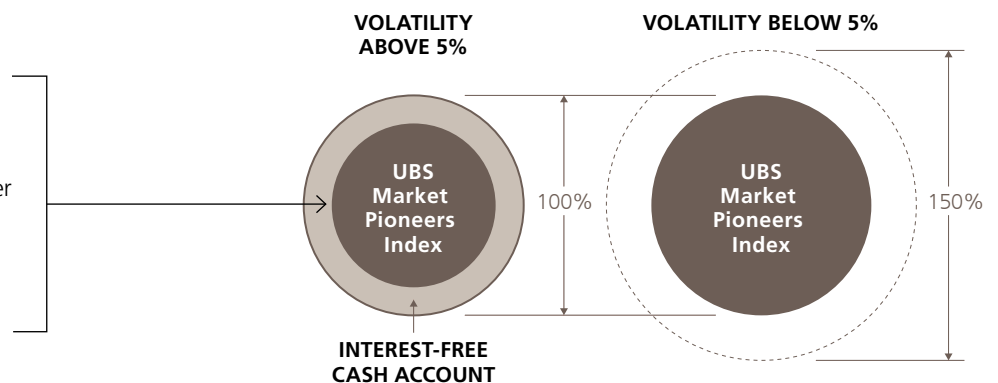 VOLATILITY
ABOVE 5%
VOLATILITY BELOW 5%
er
UBS
Market
Pioneers
Index
100%
UBS
Market
Pioneers
Index
150%
INTEREST-FREE
CASH ACCOUNT